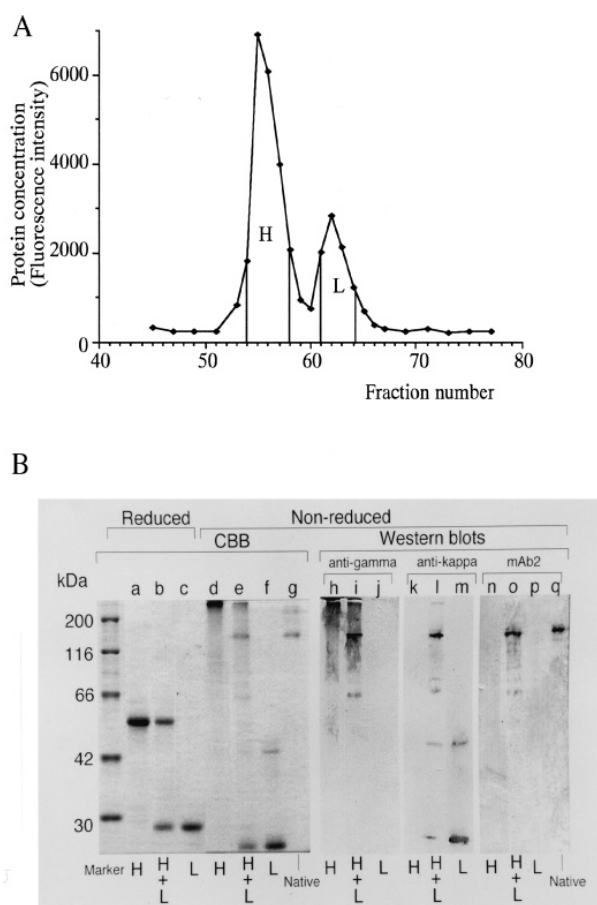 A
Protein concentration
(Fluorescence intensity)
6000
4000
2000
0
H
L
40 50 60 70 80
Fraction number
B
Reduced Non-reduced
CBB Western blots
anti-gamma anti-kappa mAb2
kDa a b c d e f g h i j k l m n o p q
200
116
66
42
30
Marker H H+L L H H+L L Native H H+L L H H+L L H H+L L Native